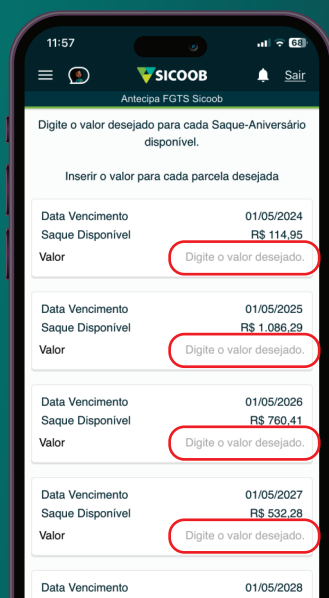 11:57
68
SICOOB
Sair
Antecipa FGTS Sicoob
Digite o valor desejado para cada Saque-Aniversário
disponível.
Inserir o valor para cada parcela desejada
Data Vencimento 01/05/2024
Saque Disponível R$ 114,95
Valor Digite o valor desejado.
Data Vencimento 01/05/2025
Saque Disponível R$ 1.086,29
Valor Digite o valor desejado.
Data Vencimento 01/05/2026
Saque Disponível R$ 760,41
Valor Digite o valor desejado.
Data Vencimento 01/05/2027
Saque Disponível R$ 532,28
Valor Digite o valor desejado.
Data Vencimento 01/05/2028